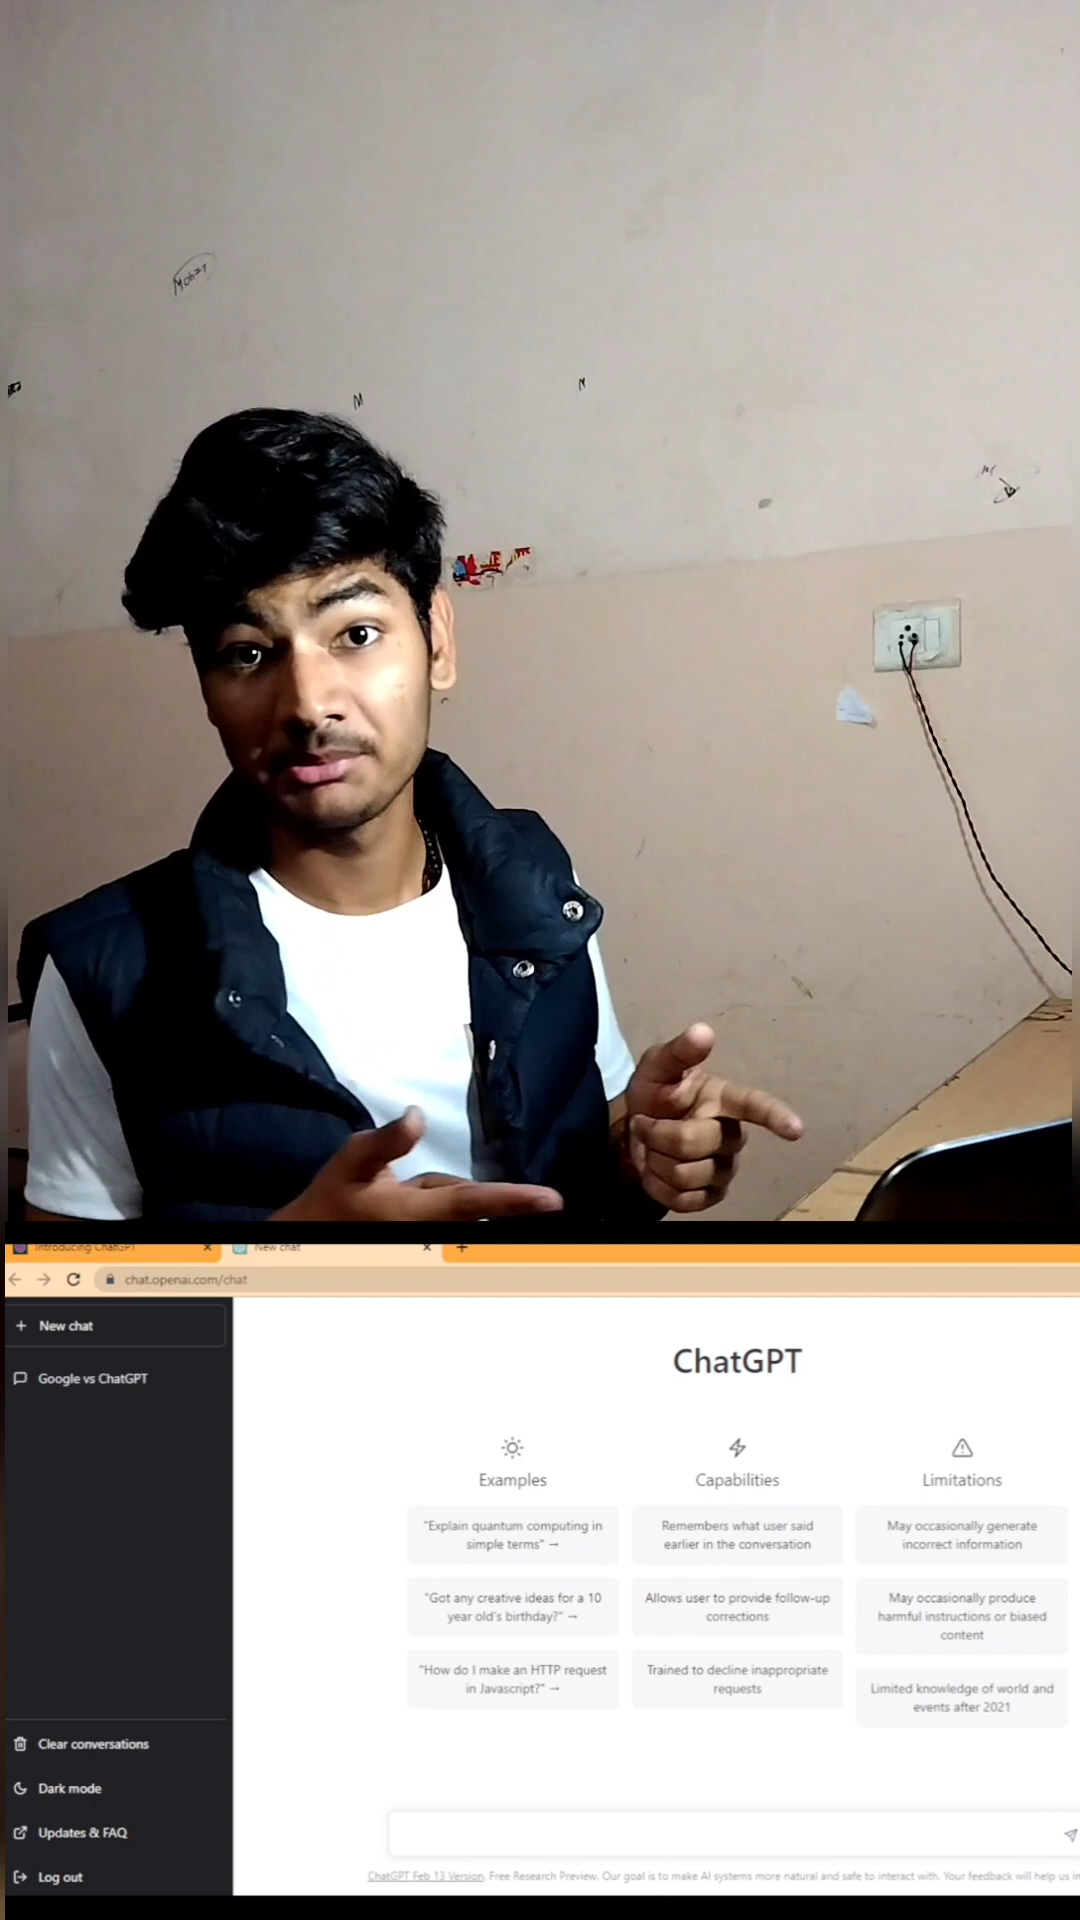 M
M
Introducing ChatGPT
New chat
chat.openai.com/chat
New chat
Google vs ChatGPT
Clear conversations
Dark mode
Updates & FAQ
Log out
ChatGPT
Examples
"Explain quantum computing in
simple terms" →
"Got any creative ideas for a 10
year old's birthday?" →
"How do I make an HTTP request
in Javascript?" →
Capabilities
Remembers what user said
earlier in the conversation
Allows user to provide follow-up
corrections
Trained to decline inappropriate
requests
Limitations
May occasionally generate
incorrect information
May occasionally produce
harmful instructions or biased
content
Limited knowledge of world and
events after 2021
ChatGPT Feb 13 Version. Free Research Preview. Our goal is to make AI systems more natural and safe to interact with. Your feedback will help us